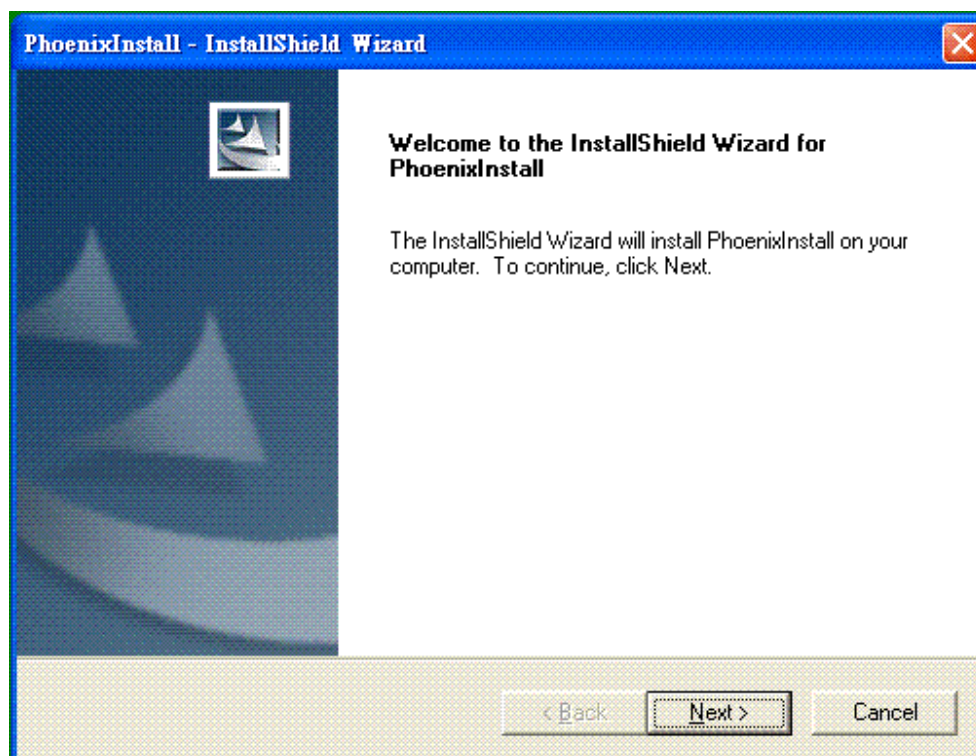 PhoenixInstall - InstallShield Wizard
Welcome to the InstallShield Wizard for
PhoenixInstall
The InstallShield Wizard will install PhoenixInstall on your
computer. To continue, click Next.
< Back
Next >
Cancel